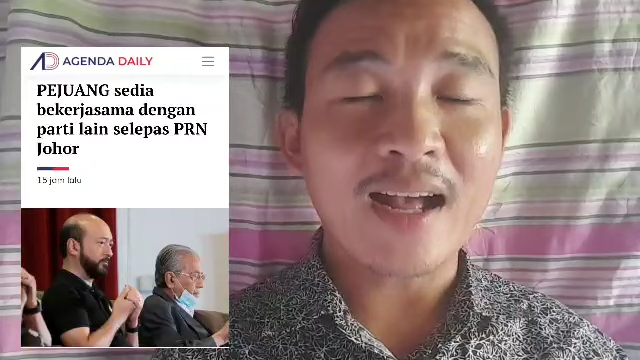 AGENDA DAILY
PEJUANG sedia
bekerjasama dengan
parti lain selepas PRN
Johor
15 jam lalu